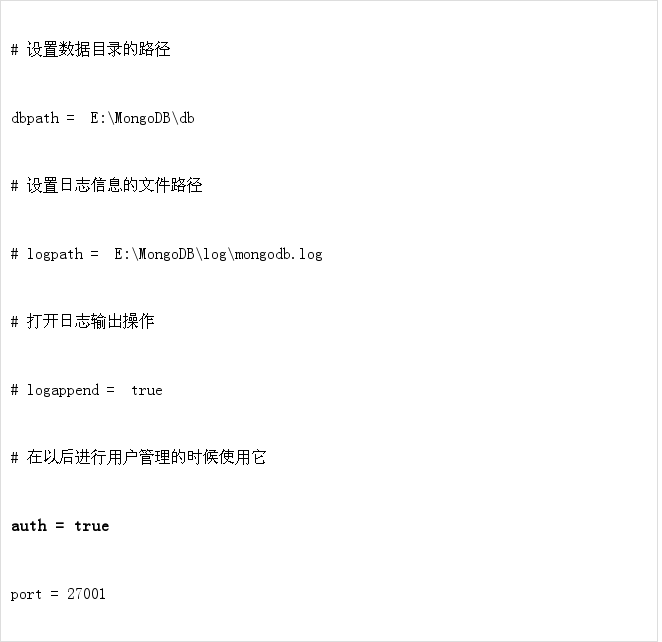 # 设置数据目录的路径
dbpath =  E:\MongoDB\db
# 设置日志信息的文件路径
# logpath =  E:\MongoDB\log\mongodb.log
# 打开日志输出操作
# logappend =  true
# 在以后进行用户管理的时候使用它
auth = true
port = 27001